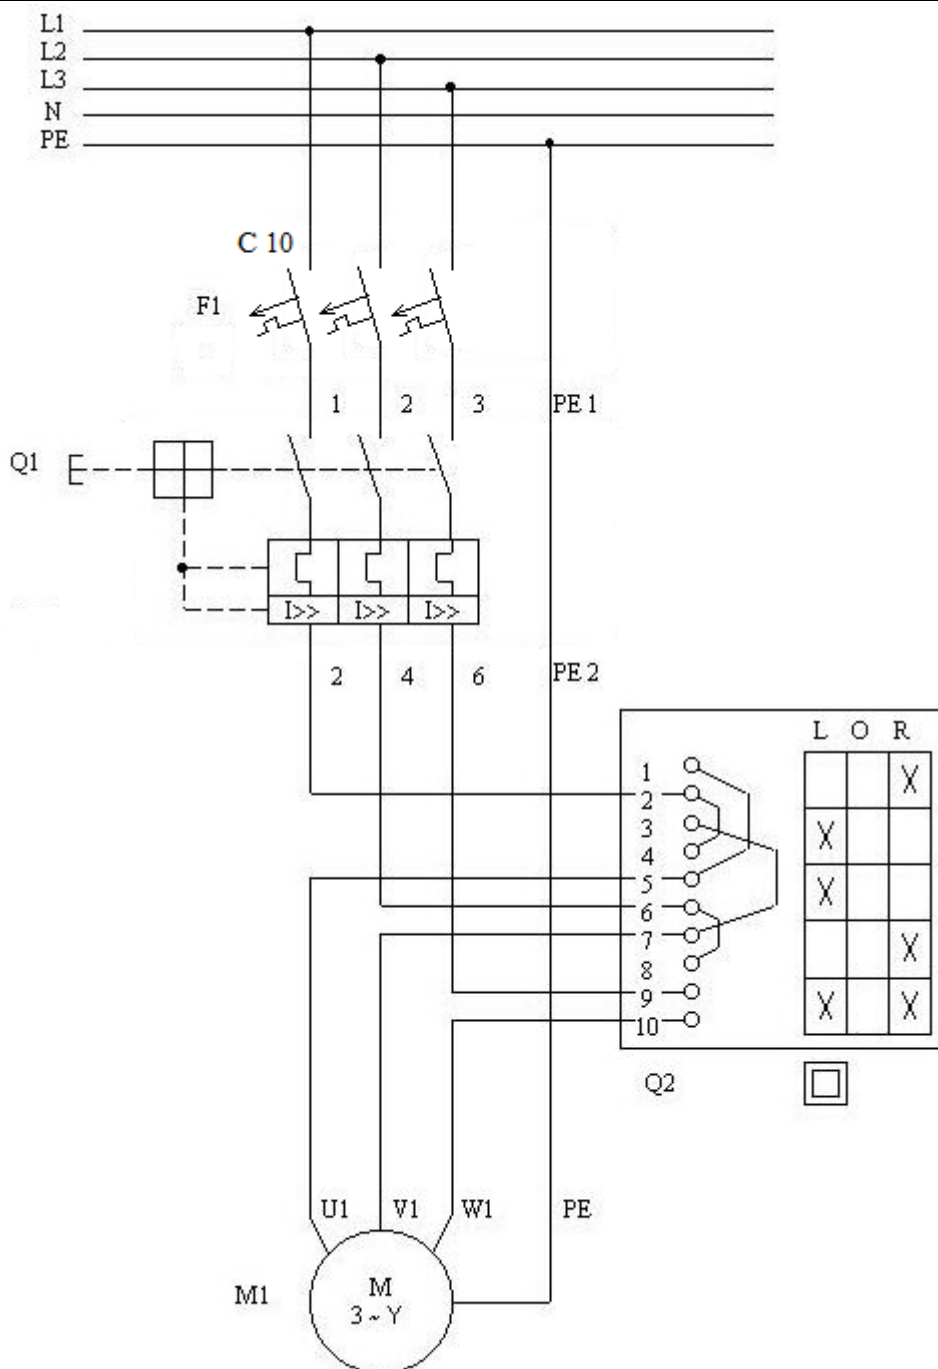 L1
L2
L3
N
PE
C 10
F1
1 2 3 PE 1
Q1
I>> I>> I>>
2 4 6 PE 2
L O R
1
2
3
4
5
6
7
8
9
10
X
X
X
X
X X
Q2
U1 V1 W1 PE
M1
M
3 ~ Y